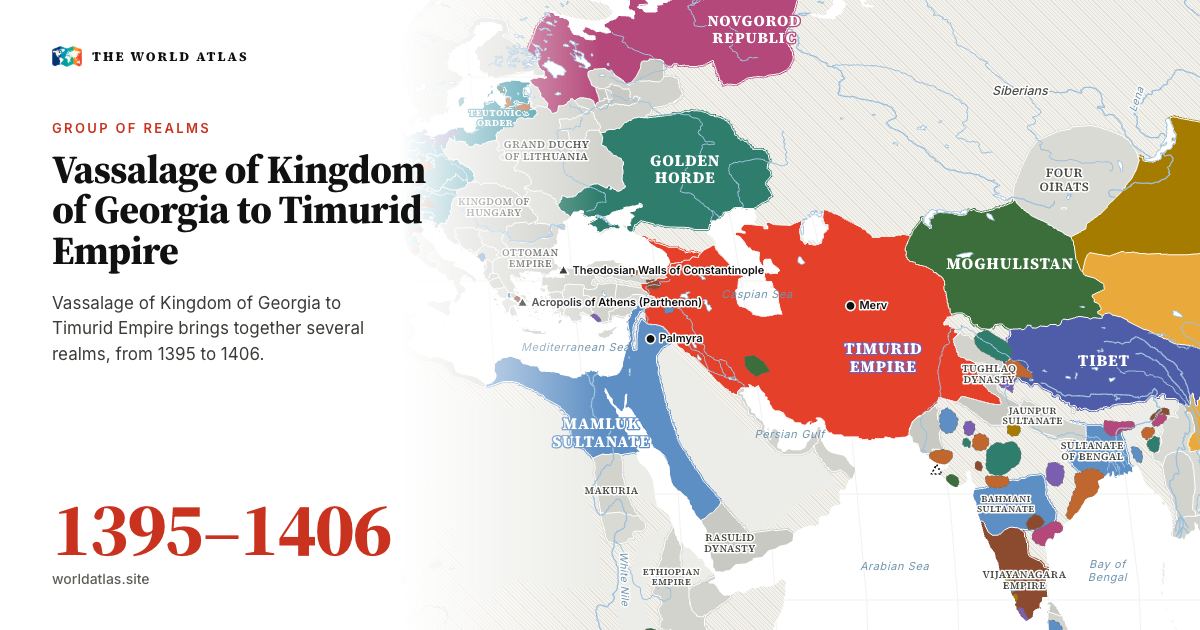 THE WORLD ATLAS
GROUP OF REALMS
Vassalage of Kingdom
of Georgia to Timurid
Empire
Vassalage of Kingdom of Georgia to
Timurid Empire brings together several
realms, from 1395 to 1406.
1395–1406
worldatlas.site
NOVGOROD
REPUBLIC
Siberians
Lena
TEUTONIC
ORDER
GRAND DUCHY
OF LITHUANIA
GOLDEN
HORDE
FOUR
OIRATS
KINGDOM OF
HUNGARY
OTTOMAN
EMPIRE
MOGHULISTAN
Theodosian Walls of Constantinople
Caspian Sea
Acropolis of Athens (Parthenon)
Merv
Mediterranean Sea
Palmyra
TIMURID
EMPIRE
TIBET
TUGHLAQ
DYNASTY
JAUNPUR
SULTANATE
MAMLUK
SULTANATE
Persian Gulf
SULTANATE
OF BENGAL
MAKURIA
BAHMANI
SULTANATE
RASULID
DYNASTY
White Nile
ETHIOPIAN
EMPIRE
Arabian Sea
VIJAYANAGARA
EMPIRE
Bay of
Bengal